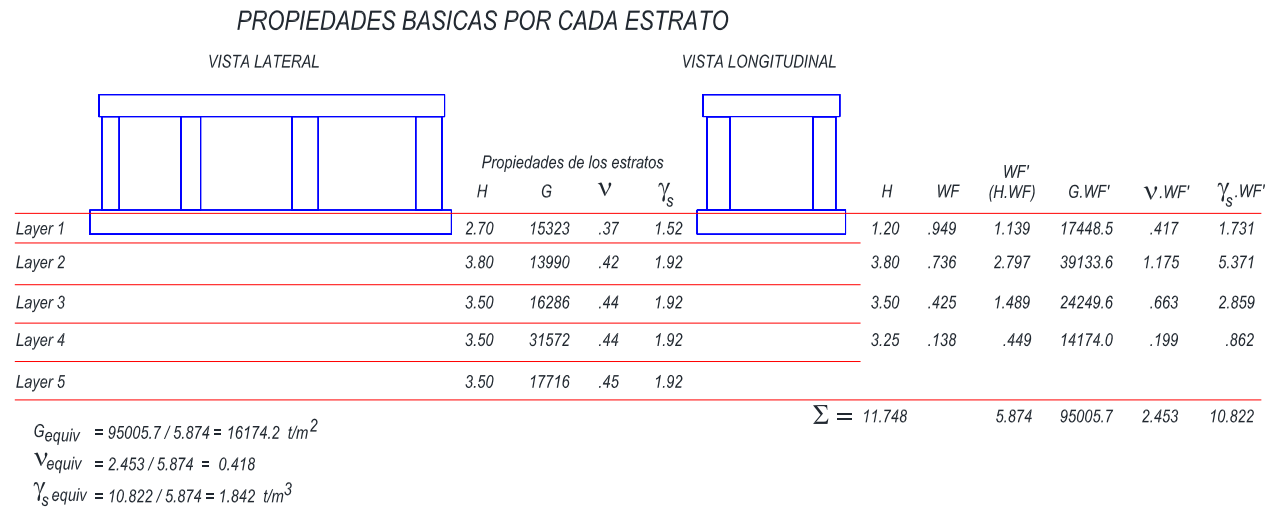 PROPIEDADES BASICAS POR CADA ESTRATO
VISTA LATERAL VISTA LONGITUDINAL
Propiedades de los estratos
H G ν γs H WF WF' (H.WF) G.WF' ν.WF' γs.WF'
Layer 1 2.70 15323 .37 1.52 1.20 .949 1.139 17448.5 .417 1.731
Layer 2 3.80 13990 .42 1.92 3.80 .736 2.797 39133.6 1.175 5.371
Layer 3 3.50 16286 .44 1.92 3.50 .425 1.489 24249.6 .663 2.859
Layer 4 3.50 31572 .44 1.92 3.25 .138 .449 14174.0 .199 .862
Layer 5 3.50 17716 .45 1.92
Σ = 11.748 5.874 95005.7 2.453 10.822
Gequiv = 95005.7 / 5.874 = 16174.2 t/m2
νequiv = 2.453 / 5.874 = 0.418
γs equiv = 10.822 / 5.874 = 1.842 t/m3